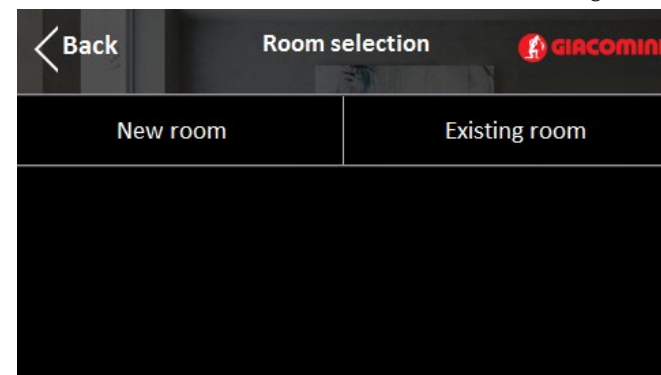 Back
Room selection
GIACOMINI
New room
Existing room